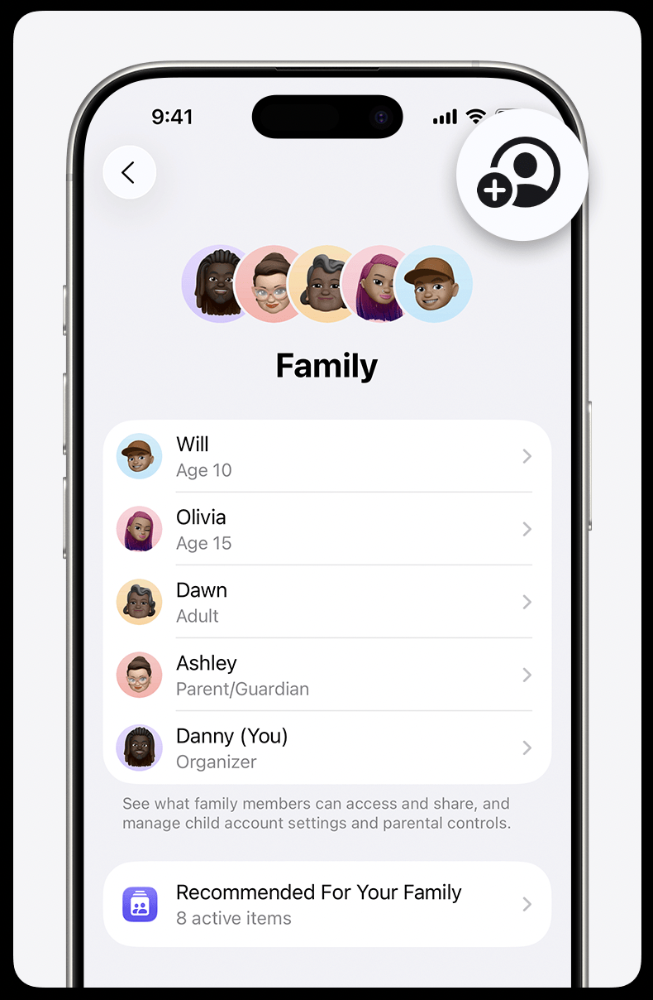 9:41
Family
Will
Age 10
Olivia
Age 15
Dawn
Adult
Ashley
Parent/Guardian
Danny (You)
Organizer
See what family members can access and share, and
manage child account settings and parental controls.
Recommended For Your Family
8 active items